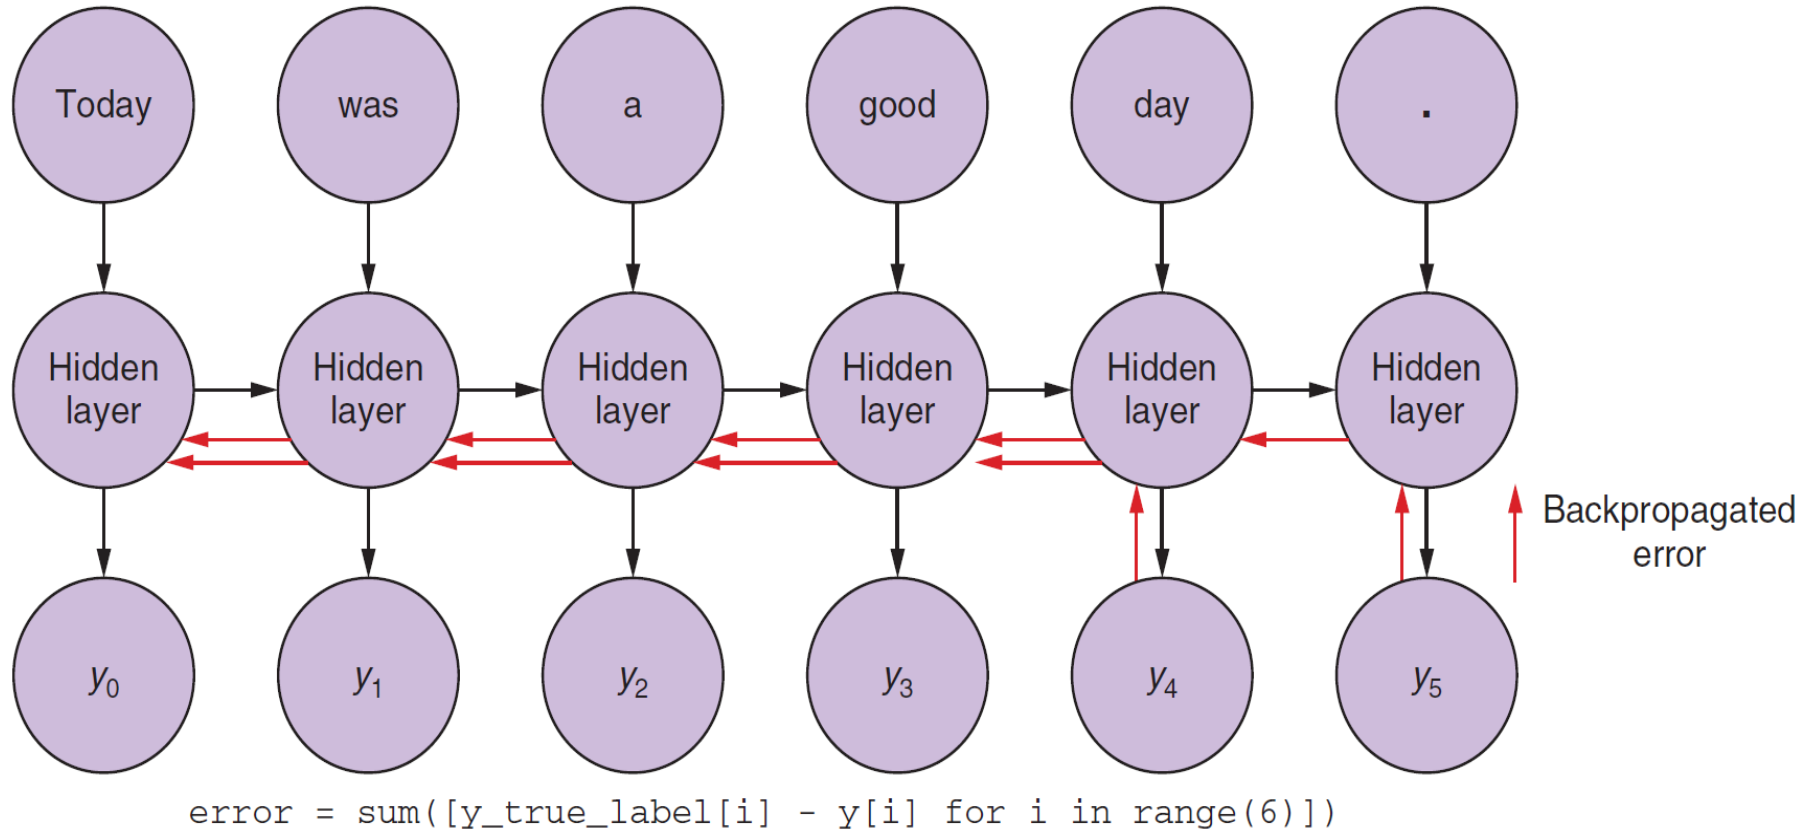 Today was a good day .
Hidden Hidden Hidden Hidden Hidden Hidden
layer layer layer layer layer layer
Backpropagated
error
y0 y1 y2 y3 y4 y5
error = sum([y_true_label[i] - y[i] for i in range(6)])